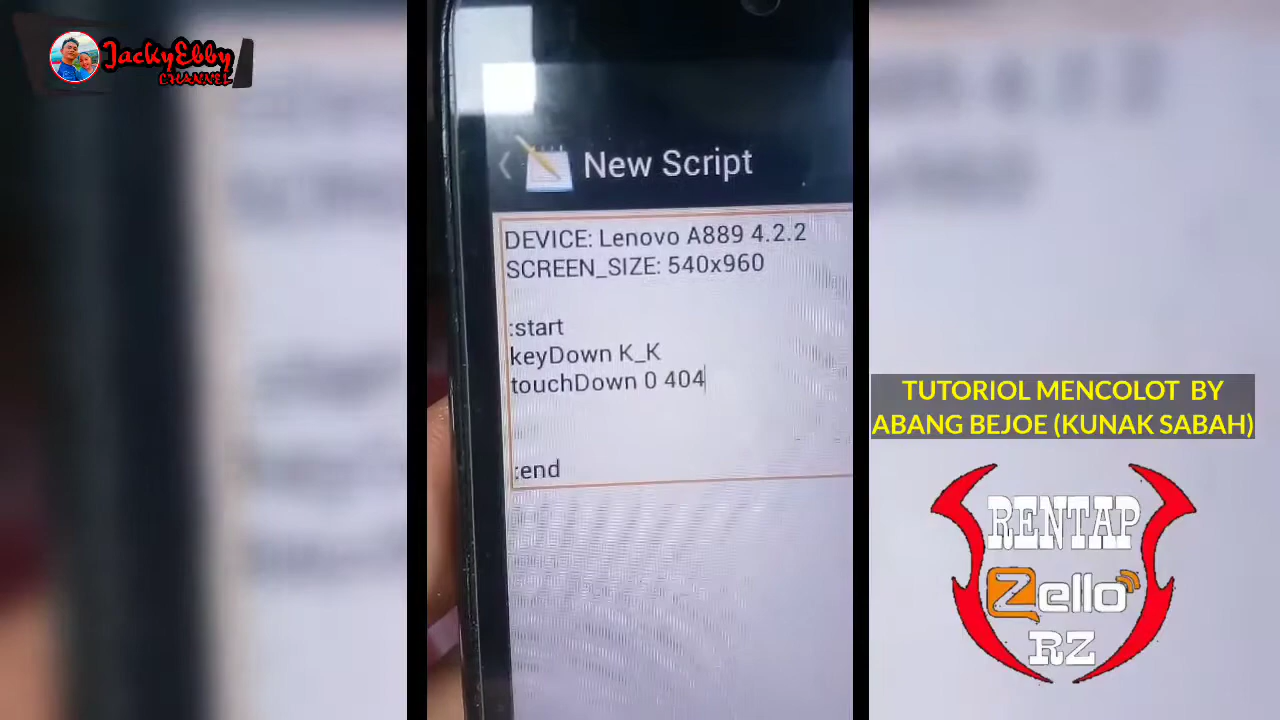 JackyEbby
CHANNEL
New Script
DEVICE: Lenovo A889 4.2.2
SCREEN_SIZE: 540x960
:start
keyDown K_K
touchDown 0 404
:end
TUTORIOL MENCOLOT BY
ABANG BEJOE (KUNAK SABAH)
RENTAP
Zello
RZ